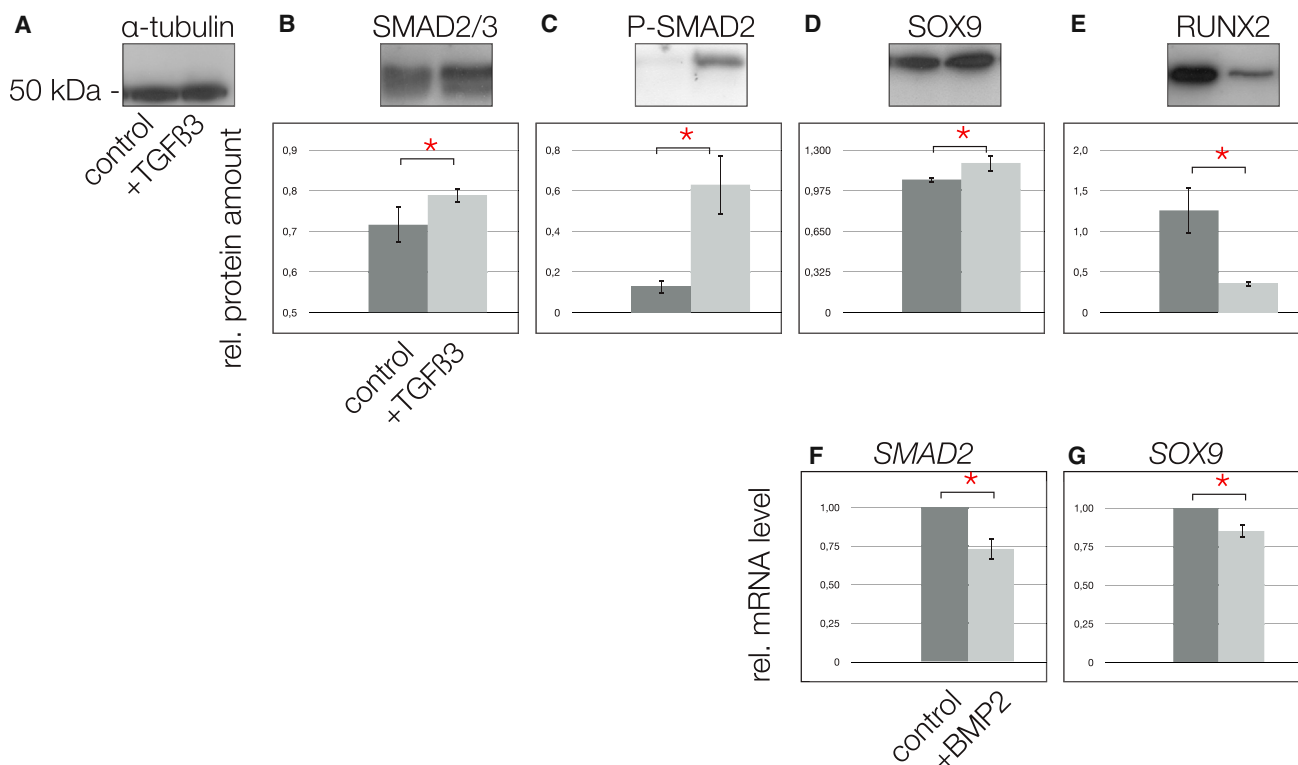 A α-tubulin
50 kDa -
control
+TGFß3
rel. protein amount
B SMAD2/3
*
0,9
0,8
0,7
0,6
0,5
control
+TGFß3
C P-SMAD2
*
0,8
0,6
0,4
0,2
0
D SOX9
*
1,300
0,975
0,650
0,325
0
E RUNX2
*
2,0
1,5
1,0
0,5
0
rel. mRNA level
F SMAD2
*
1,00
0,75
0,50
0,25
0
control
+BMP2
G SOX9
*
1,00
0,75
0,50
0,25
0